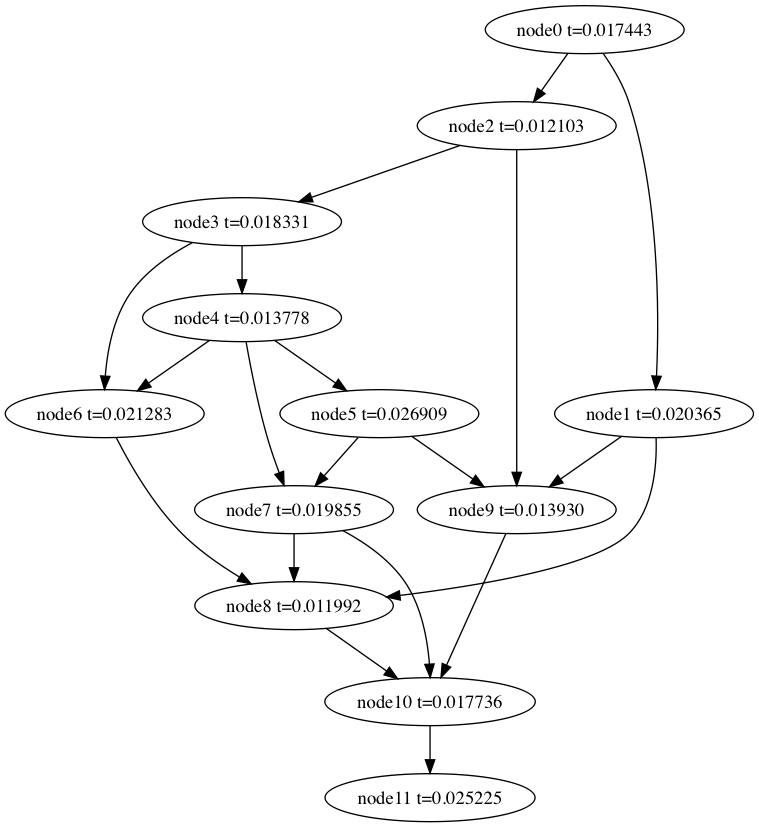 node0 t=0.017443
node2 t=0.012103
node3 t=0.018331
node4 t=0.013778
node6 t=0.021283
node5 t=0.026909
node1 t=0.020365
node7 t=0.019855
node9 t=0.013930
node8 t=0.011992
node10 t=0.017736
node11 t=0.025225